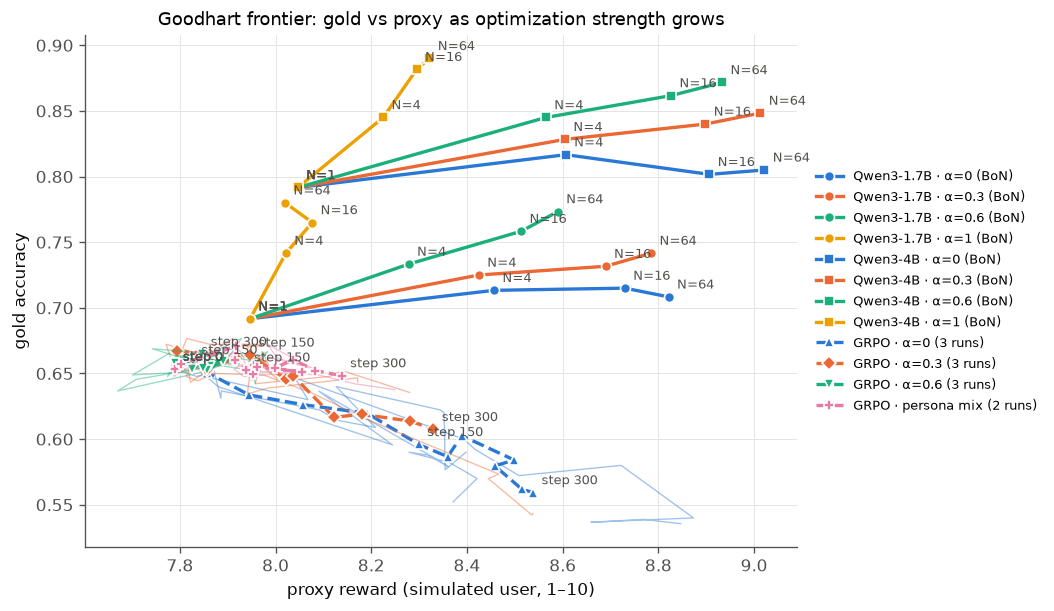 Goodhart frontier: gold vs proxy as optimization strength grows
gold accuracy
0.90
0.85
0.80
0.75
0.70
0.65
0.60
0.55
7.8
8.0
8.2
8.4
8.6
8.8
9.0
proxy reward (simulated user, 1–10)
N=64
N=16
N=4
N=1
N=4
N=16
N=64
N=4
N=16
N=64
N=4
N=16
N=64
N=64
N=16
N=4
N=1
N=4
N=16
N=64
N=4
N=16
N=64
N=4
N=16
N=64
step 300
step 150
step 150
step 0
step 150
step 300
step 300
step 150
step 300
Qwen3-1.7B · α=0 (BoN)
Qwen3-1.7B · α=0.3 (BoN)
Qwen3-1.7B · α=0.6 (BoN)
Qwen3-1.7B · α=1 (BoN)
Qwen3-4B · α=0 (BoN)
Qwen3-4B · α=0.3 (BoN)
Qwen3-4B · α=0.6 (BoN)
Qwen3-4B · α=1 (BoN)
GRPO · α=0 (3 runs)
GRPO · α=0.3 (3 runs)
GRPO · α=0.6 (3 runs)
GRPO · persona mix (2 runs)